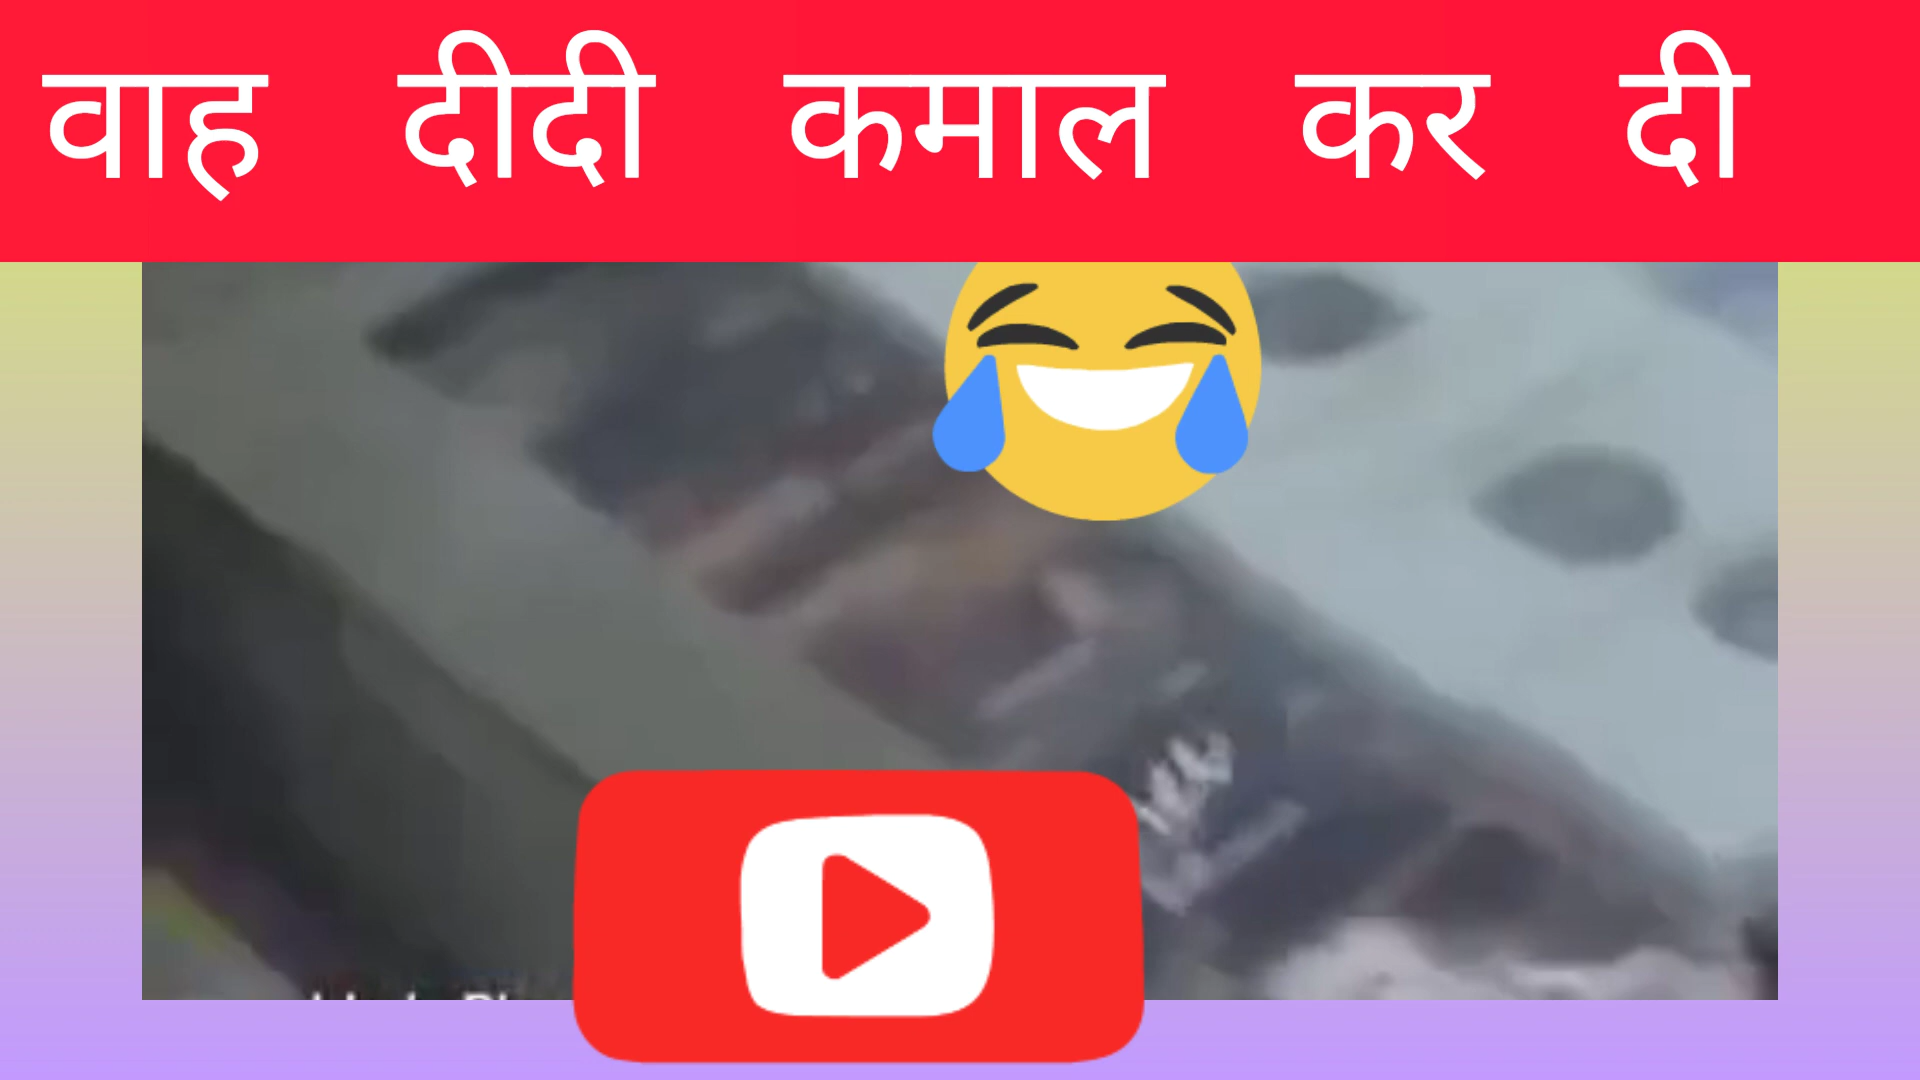 वाह दीदी कमाल कर दी